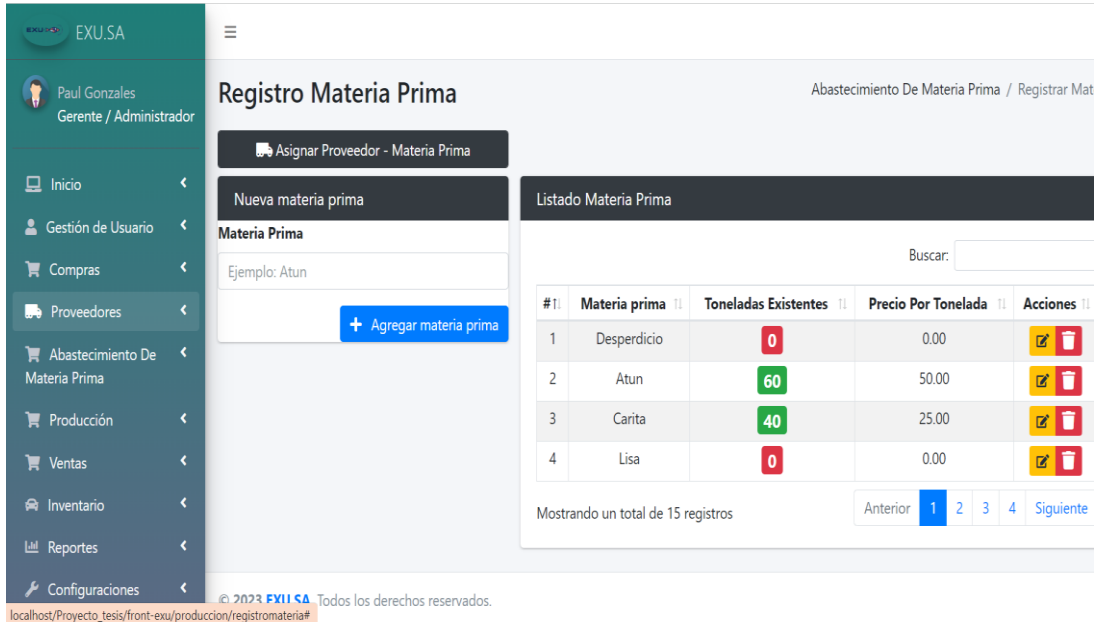 EXU.SA
Paul Gonzales
Gerente / Administrador
Inicio
Gestión de Usuario
Compras
Proveedores
Abastecimiento De
Materia Prima
Producción
Ventas
Inventario
Reportes
Configuraciones
localhost/Proyecto_tesis/front-exu/produccion/registromateria#
Registro Materia Prima
Abastecimiento De Materia Prima / Registrar Mat
Asignar Proveedor - Materia Prima
Nueva materia prima
Materia Prima
Ejemplo: Atun
+ Agregar materia prima
Listado Materia Prima
Buscar:
# Materia prima Toneladas Existentes Precio Por Tonelada Acciones
1 Desperdicio 0 0.00
2 Atun 60 50.00
3 Carita 40 25.00
4 Lisa 0 0.00
Mostrando un total de 15 registros
Anterior 1 2 3 4 Siguiente
© 2023 EXU.SA. Todos los derechos reservados.